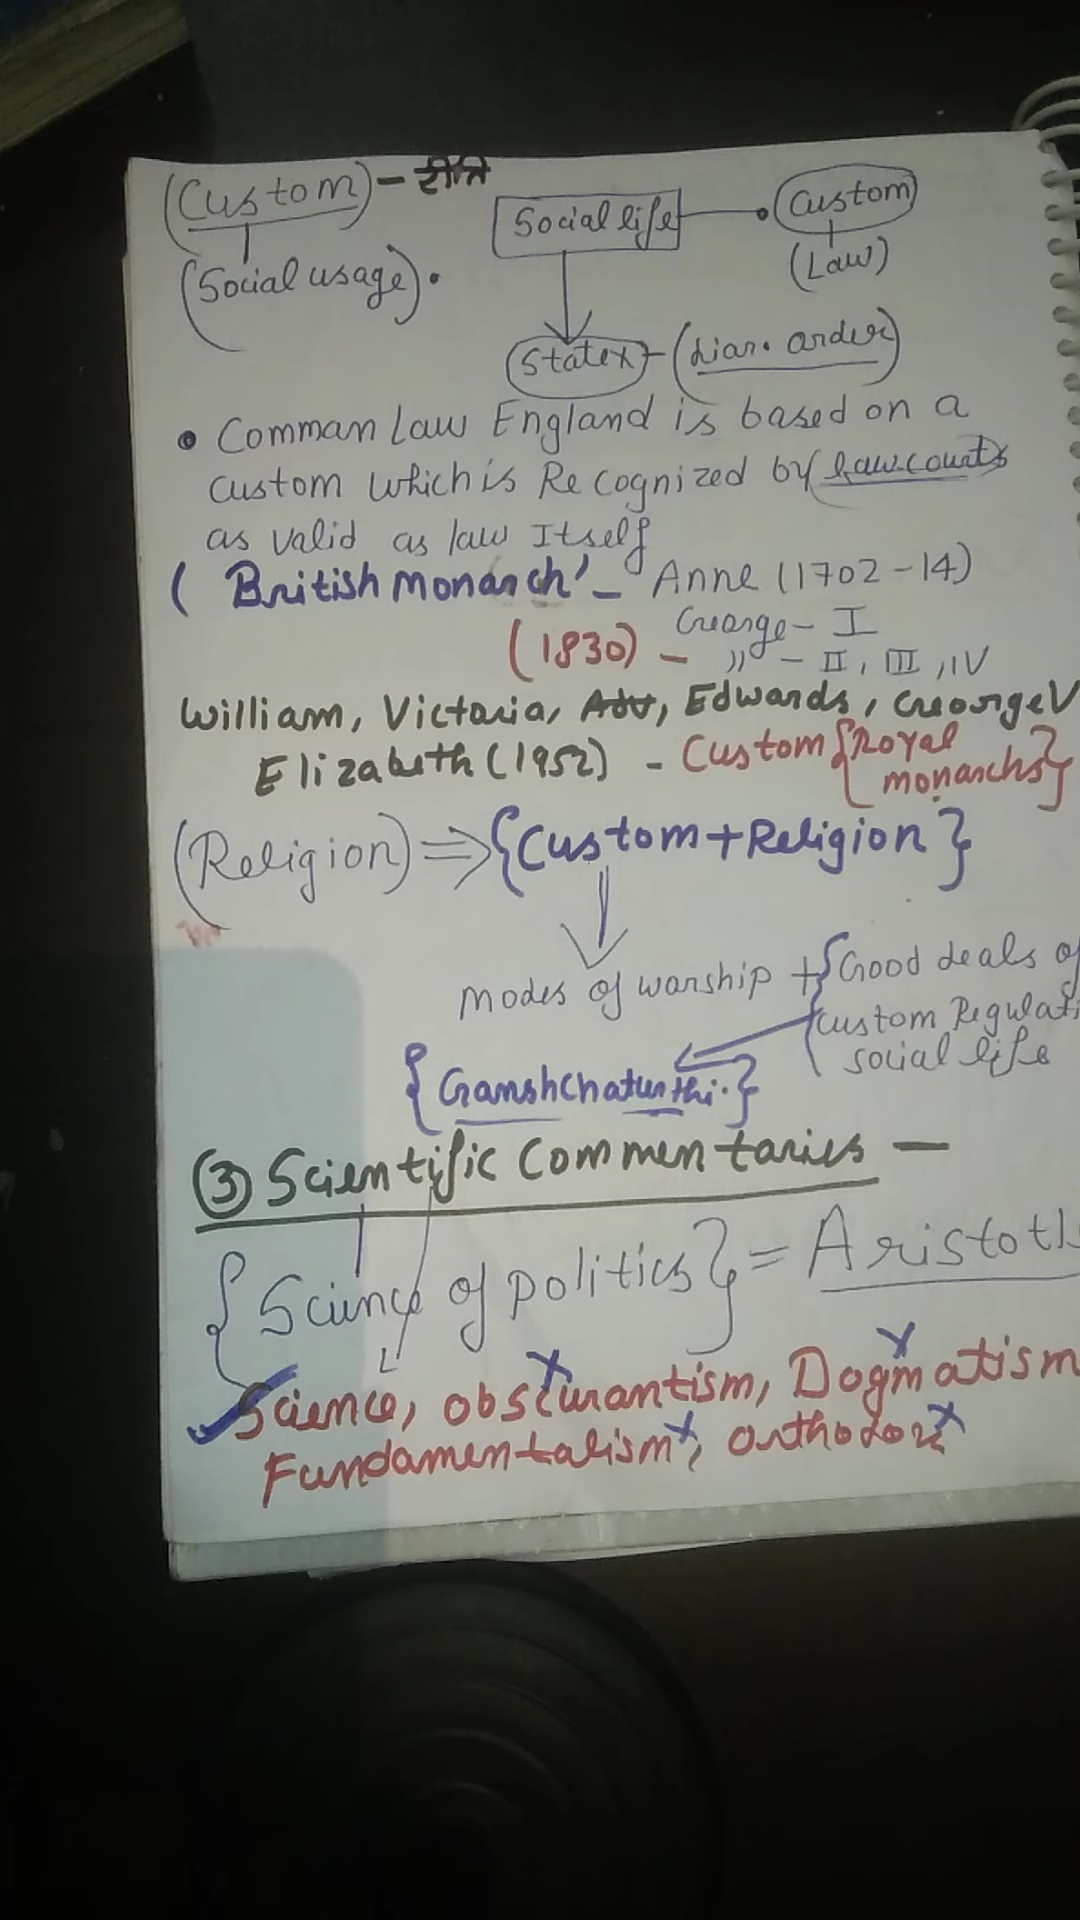 (Custom) - रीति
Social life
Custom
(Law)
(Social usage).
State x - (Liar. order)
• Comman Law England is based on a
custom which is Recognized by Law courts
as valid as law Itself
( British monarch' - Anne (1702-14)
George - I
(1830) - " - II, III, IV
William, Victoria, Edwards, George V
Elizabeth (1952) - Custom {Royal
monarchs}
(Religion) ⇒ {Custom + Religion}
modes of warship + {Good deals of
custom Regulati
social life
{Ganshchaturthi.}
③ Scientific Commentaries -
{Science of politics} = Aristotl
Science, obscurantism, Dogmatism
Fundamentalism x, orthodox x